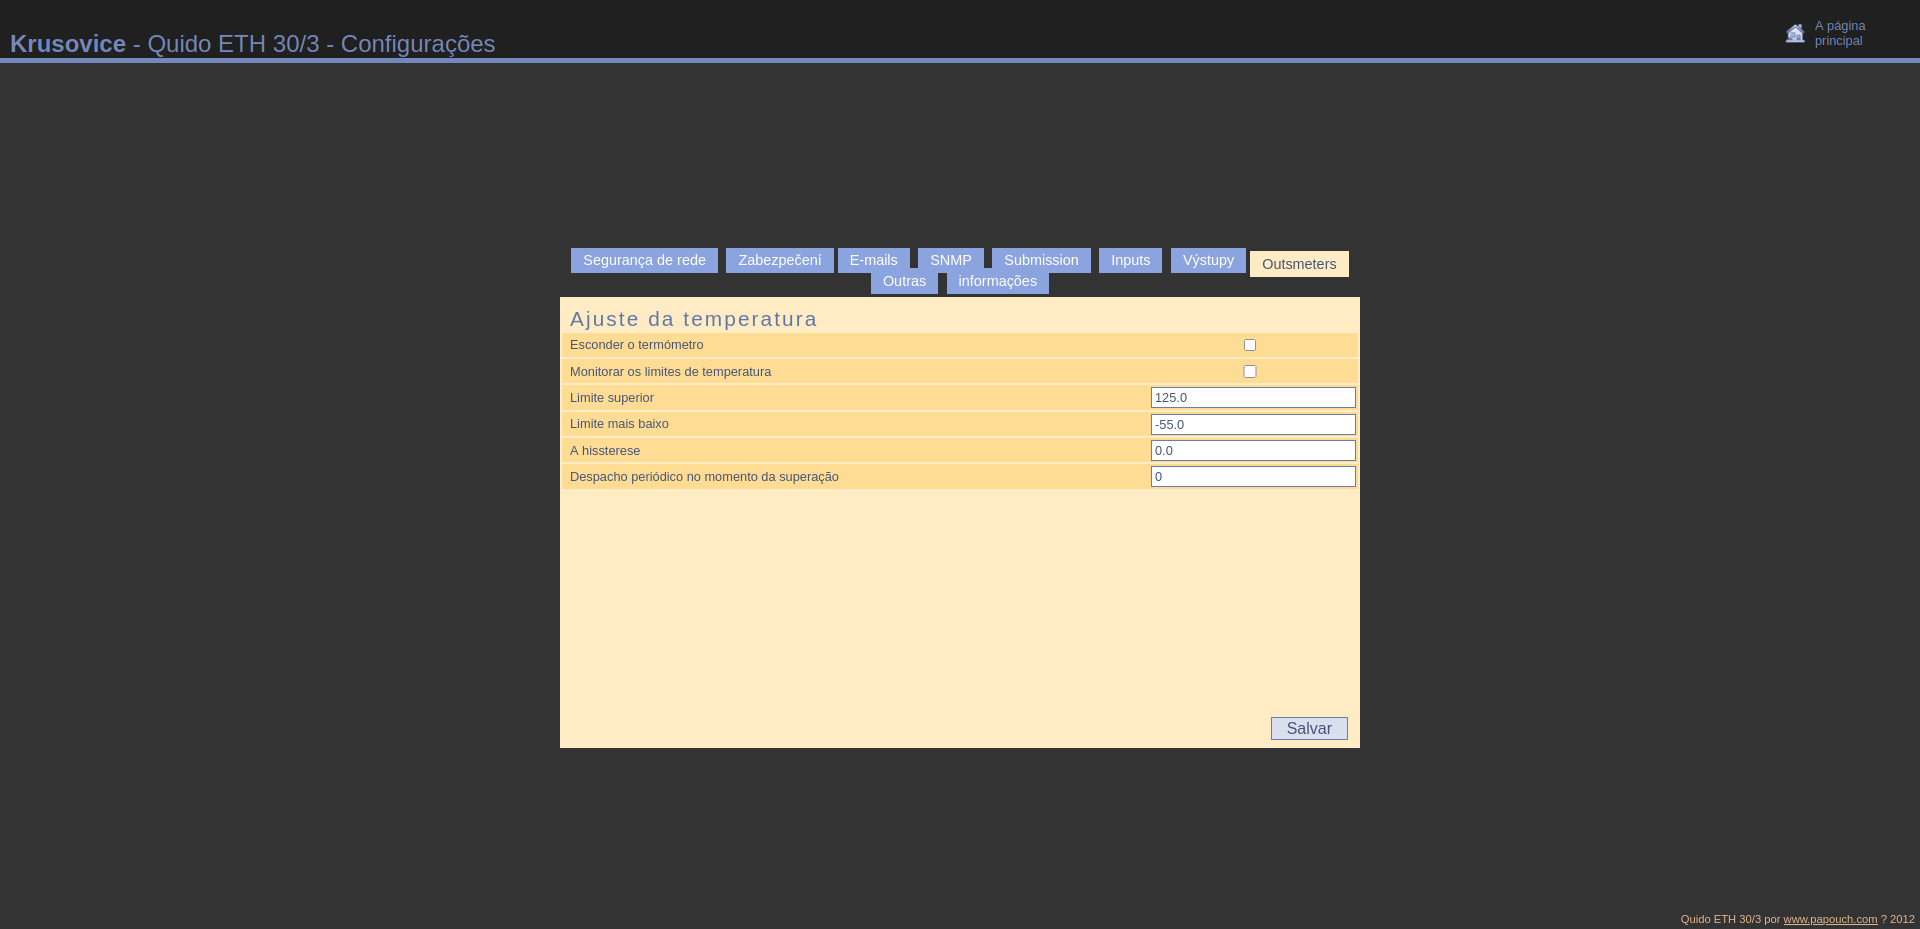 Krusovice - Quido ETH 30/3 - Configurações
A página
principal
Segurança de rede Zabezpečení E-mails SNMP Submission Inputs Výstupy Outsmeters
Outras informações
Ajuste da temperatura
Esconder o termómetro
Monitorar os limites de temperatura
Limite superior 125.0
Limite mais baixo -55.0
A hissterese 0.0
Despacho periódico no momento da superação 0
Salvar
Quido ETH 30/3 por www.papouch.com ? 2012